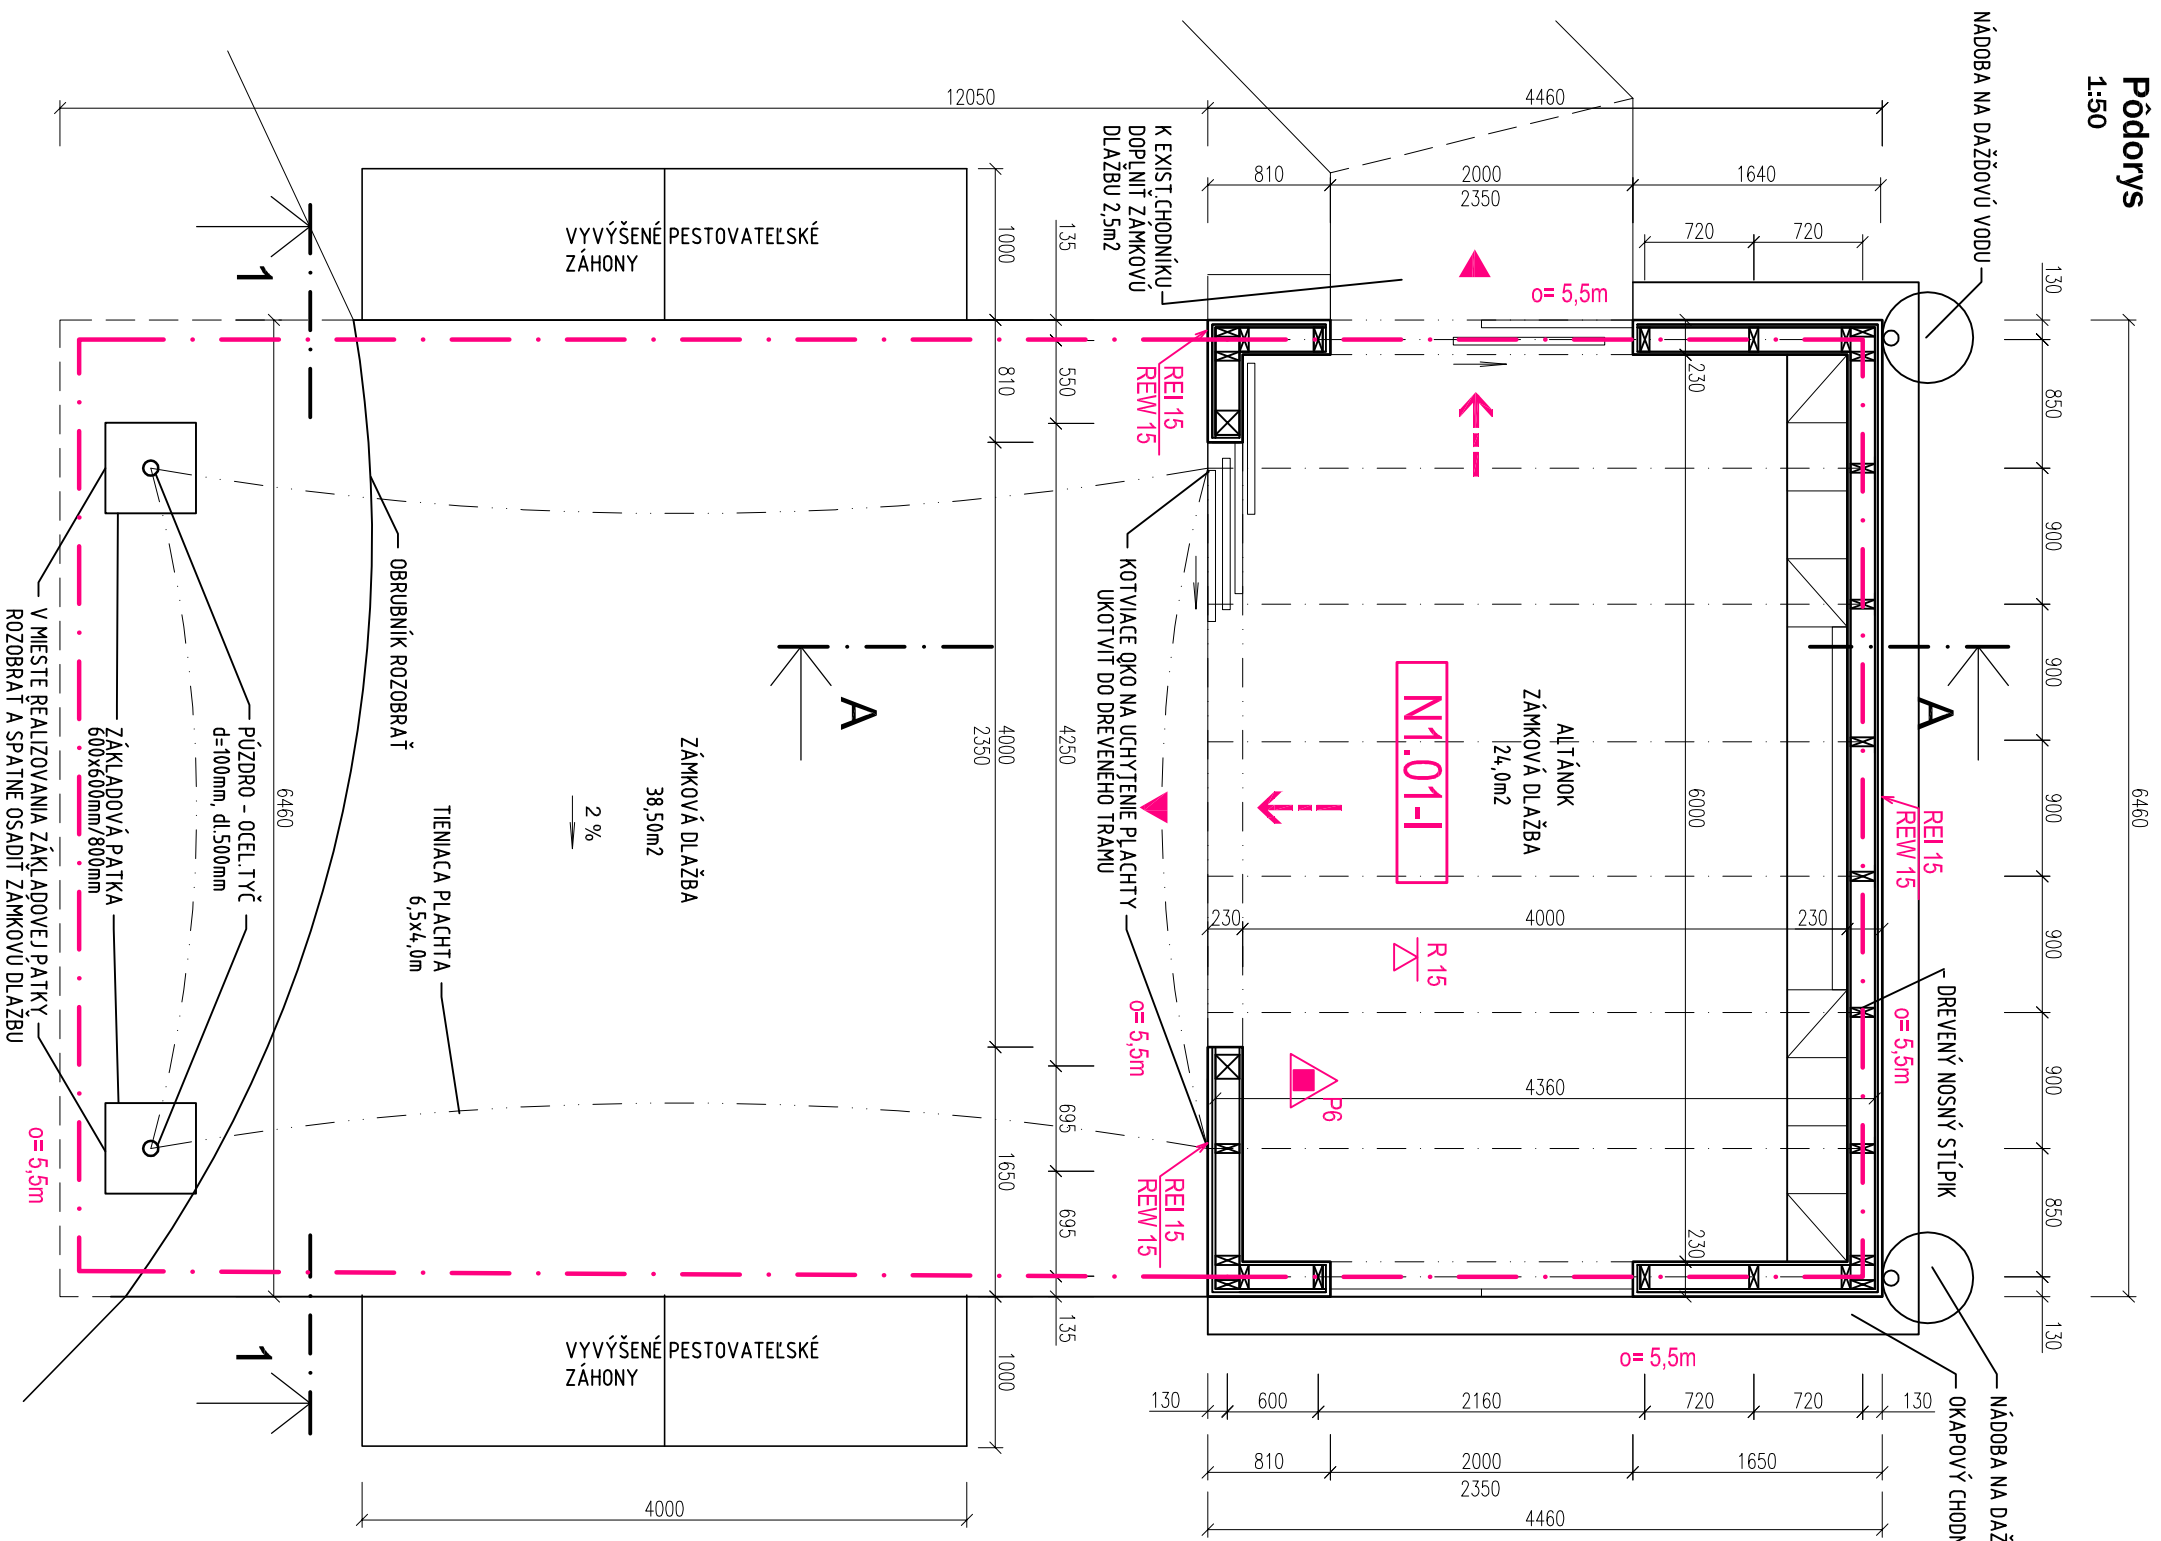 Pôdorys
1:50
NÁDOBA NA DAŽĎOVÚ VODU
6460
130
850
900
900
900
900
900
850
130
12050
4460
810
2000
2350
1640
720
720
K EXIST.CHODNÍKU
DOPLNIŤ ZÁMKOVÚ
DLAŽBU 2,5m2
o= 5,5m
VYVÝŠENÉ PESTOVATEĽSKÉ
ZÁHONY
1000
135
1
810
550
REI 15
REW 15
230
A
A
REI 15
REW 15
ALTÁNOK
ZÁMKOVÁ DLAŽBA
24,0m2
N1.01-I
6000
230
4000
230
R 15
P6
4360
230
DREVENÝ NOSNÝ STĹPIK
o= 5,5m
KOTVIACE OKO NA UCHYTENIE PLACHTY
UKOTVIT DO DREVENEHO TRÁMU
o= 5,5m
4250
4000
2350
695
695
1650
135
1000
REI 15
REW 15
ZÁMKOVÁ DLAŽBA
38,50m2
2 %
TIENIACA PLACHTA
6,5x4,0m
OBRUBNÍK ROZOBRAŤ
6460
PÚZDRO - OCEL.TYČ
d=100mm, dl.500mm
ZÁKLADOVÁ PATKA
600x600mm/800mm
V MIESTE REALIZOVANIA ZÁKLADOVEJ PATKY
ROZOBRAŤ A SPATNE OSADIŤ ZÁMKOVÚ DLAŽBU
o= 5,5m
1
VYVÝŠENÉ PESTOVATEĽSKÉ
ZÁHONY
4000
o= 5,5m
130
600
2160
720
720
130
810
2000
2350
1650
4460
NÁDOBA NA DAŽ
OKAPOVÝ CHODN